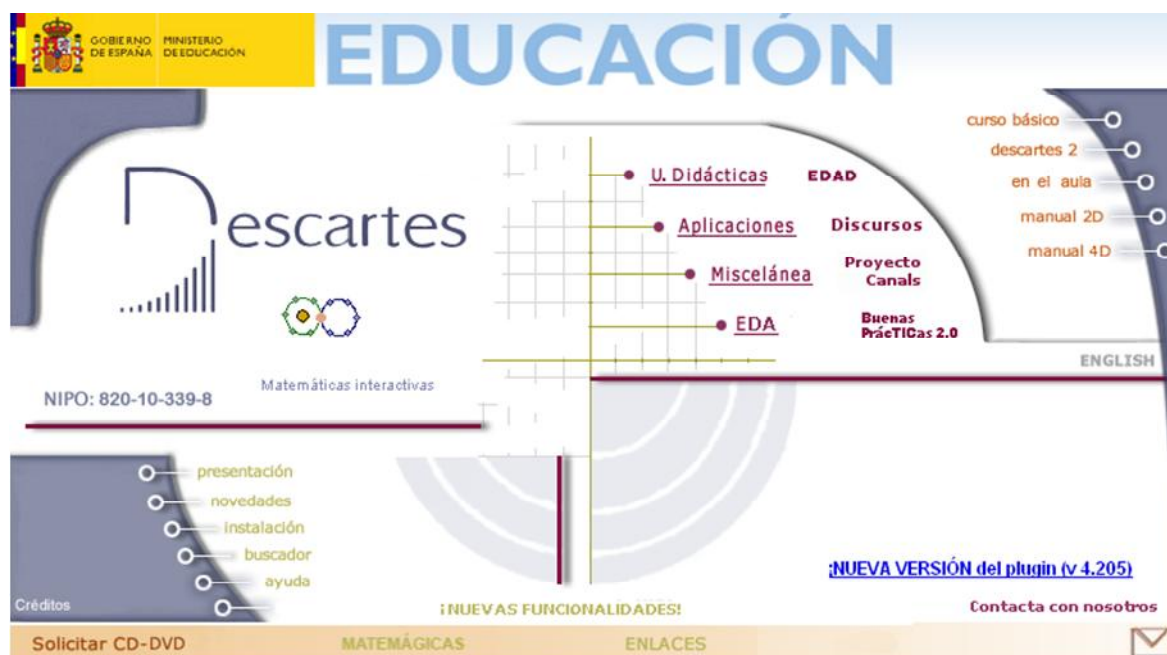 GOBIERNO DE ESPAÑA
MINISTERIO DE EDUCACIÓN
EDUCACIÓN
Descartes
Matemáticas interactivas
NIPO: 820-10-339-8
U. Didácticas EDAD
Aplicaciones Discursos
Miscelánea Proyecto Canals
EDA Buenas PrácTICas 2.0
curso básico
descartes 2
en el aula
manual 2D
manual 4D
ENGLISH
presentación
novedades
instalación
buscador
ayuda
Créditos
¡NUEVAS FUNCIONALIDADES!
¡NUEVA VERSIÓN del plugin (v 4.205)
Contacta con nosotros
Solicitar CD-DVD MATEMÁGICAS ENLACES